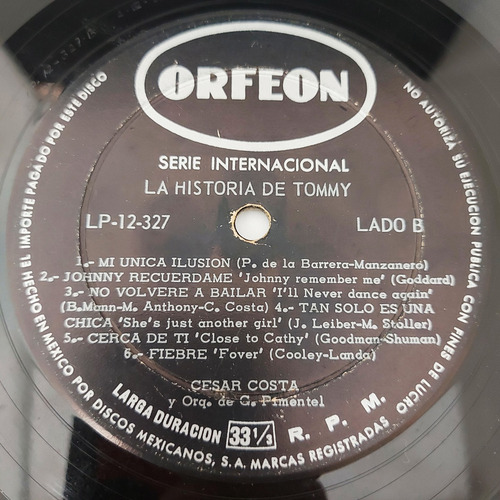 ORFEON
SERIE INTERNACIONAL
LA HISTORIA DE TOMMY
LP-12-327
LADO B
1.- MI UNICA ILUSION (P. de la Barrera-Manzanero)
2.- JOHNNY RECUERDAME 'Johnny remember me' (Goddard)
3.- NO VOLVERE A BAILAR 'I'll Never dance again'
(B.Mann-M. Anthony-C. Costa) 4.- TAN SOLO ES UNA
CHICA 'She's just another girl' (J. Leiber-M. Stoller)
5.- CERCA DE TI 'Close to Cathy' (Goodman-Shuman)
6.- FIEBRE 'Fover' (Cooley-Landa)
CESAR COSTA
y Orq. de G. Pimentel
LARGA DURACION 33 1/3 R. P. M.
HECHO EN MEXICO POR DISCOS MEXICANOS, S.A. MARCAS REGISTRADAS
EN EL IMPORTE PAGADO POR ESTE DISCO
NO AUTORIZA SU EJECUCION PUBLICA CON FINES DE LUCRO